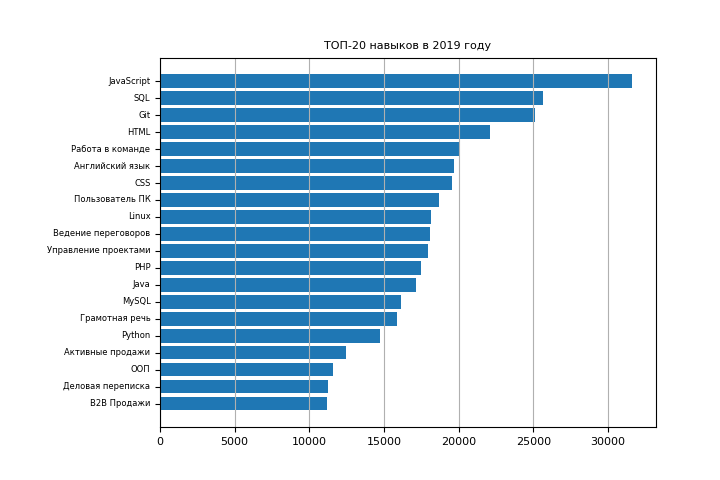 ТОП-20 навыков в 2019 году
JavaScript
SQL
Git
HTML
Работа в команде
Английский язык
CSS
Пользователь ПК
Linux
Ведение переговоров
Управление проектами
PHP
Java
MySQL
Грамотная речь
Python
Активные продажи
ООП
Деловая переписка
B2B Продажи
0 5000 10000 15000 20000 25000 30000